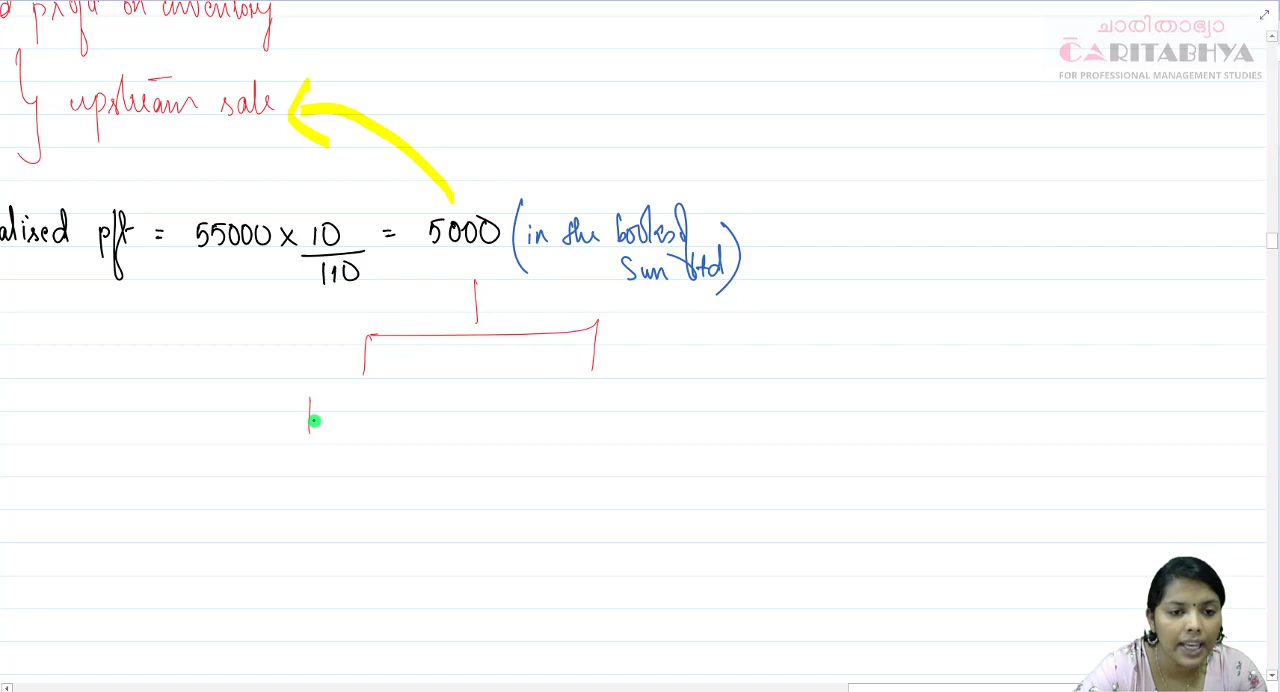 d profit on inventory
ചാരിതാഭ്യാ
CARITABHYA
FOR PROFESSIONAL MANAGEMENT STUDIES
upstream sale
alised pft = 55000 × 10/110 = 5000 (in the books of
Sun Ltd)